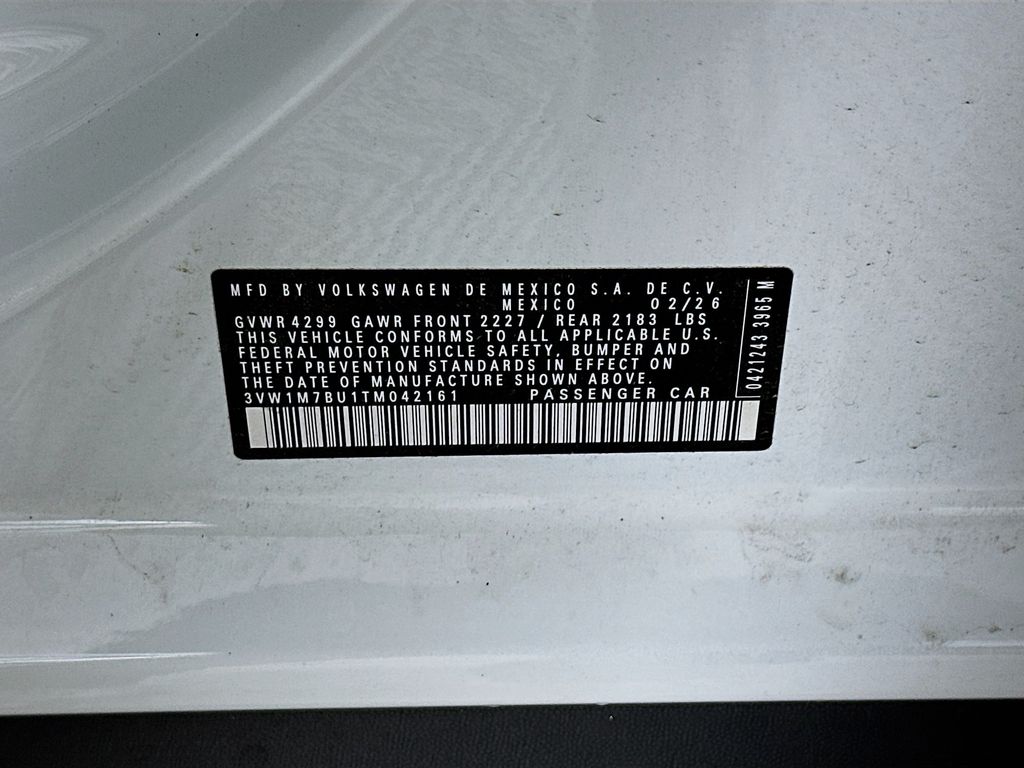 MFD BY VOLKSWAGEN DE MEXICO S.A. DE C.V.
MEXICO 02/26
GVWR 4299 GAWR FRONT 2227 / REAR 2183 LBS
THIS VEHICLE CONFORMS TO ALL APPLICABLE U.S.
FEDERAL MOTOR VEHICLE SAFETY, BUMPER AND
THEFT PREVENTION STANDARDS IN EFFECT ON
THE DATE OF MANUFACTURE SHOWN ABOVE.
3VW1M7BU1TM042161 PASSENGER CAR
0421243 3965 M